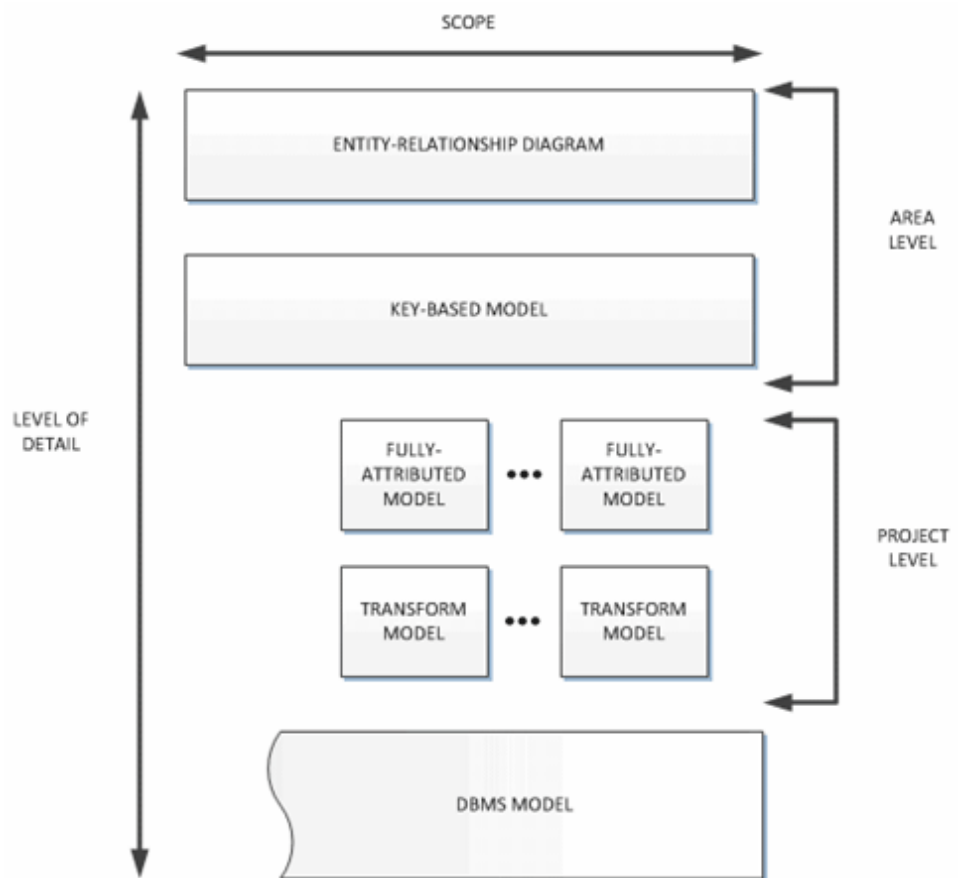 SCOPE
ENTITY-RELATIONSHIP DIAGRAM
AREA
LEVEL
KEY-BASED MODEL
LEVEL OF
DETAIL
FULLY-
ATTRIBUTED
MODEL
•••
FULLY-
ATTRIBUTED
MODEL
PROJECT
LEVEL
TRANSFORM
MODEL
•••
TRANSFORM
MODEL
DBMS MODEL